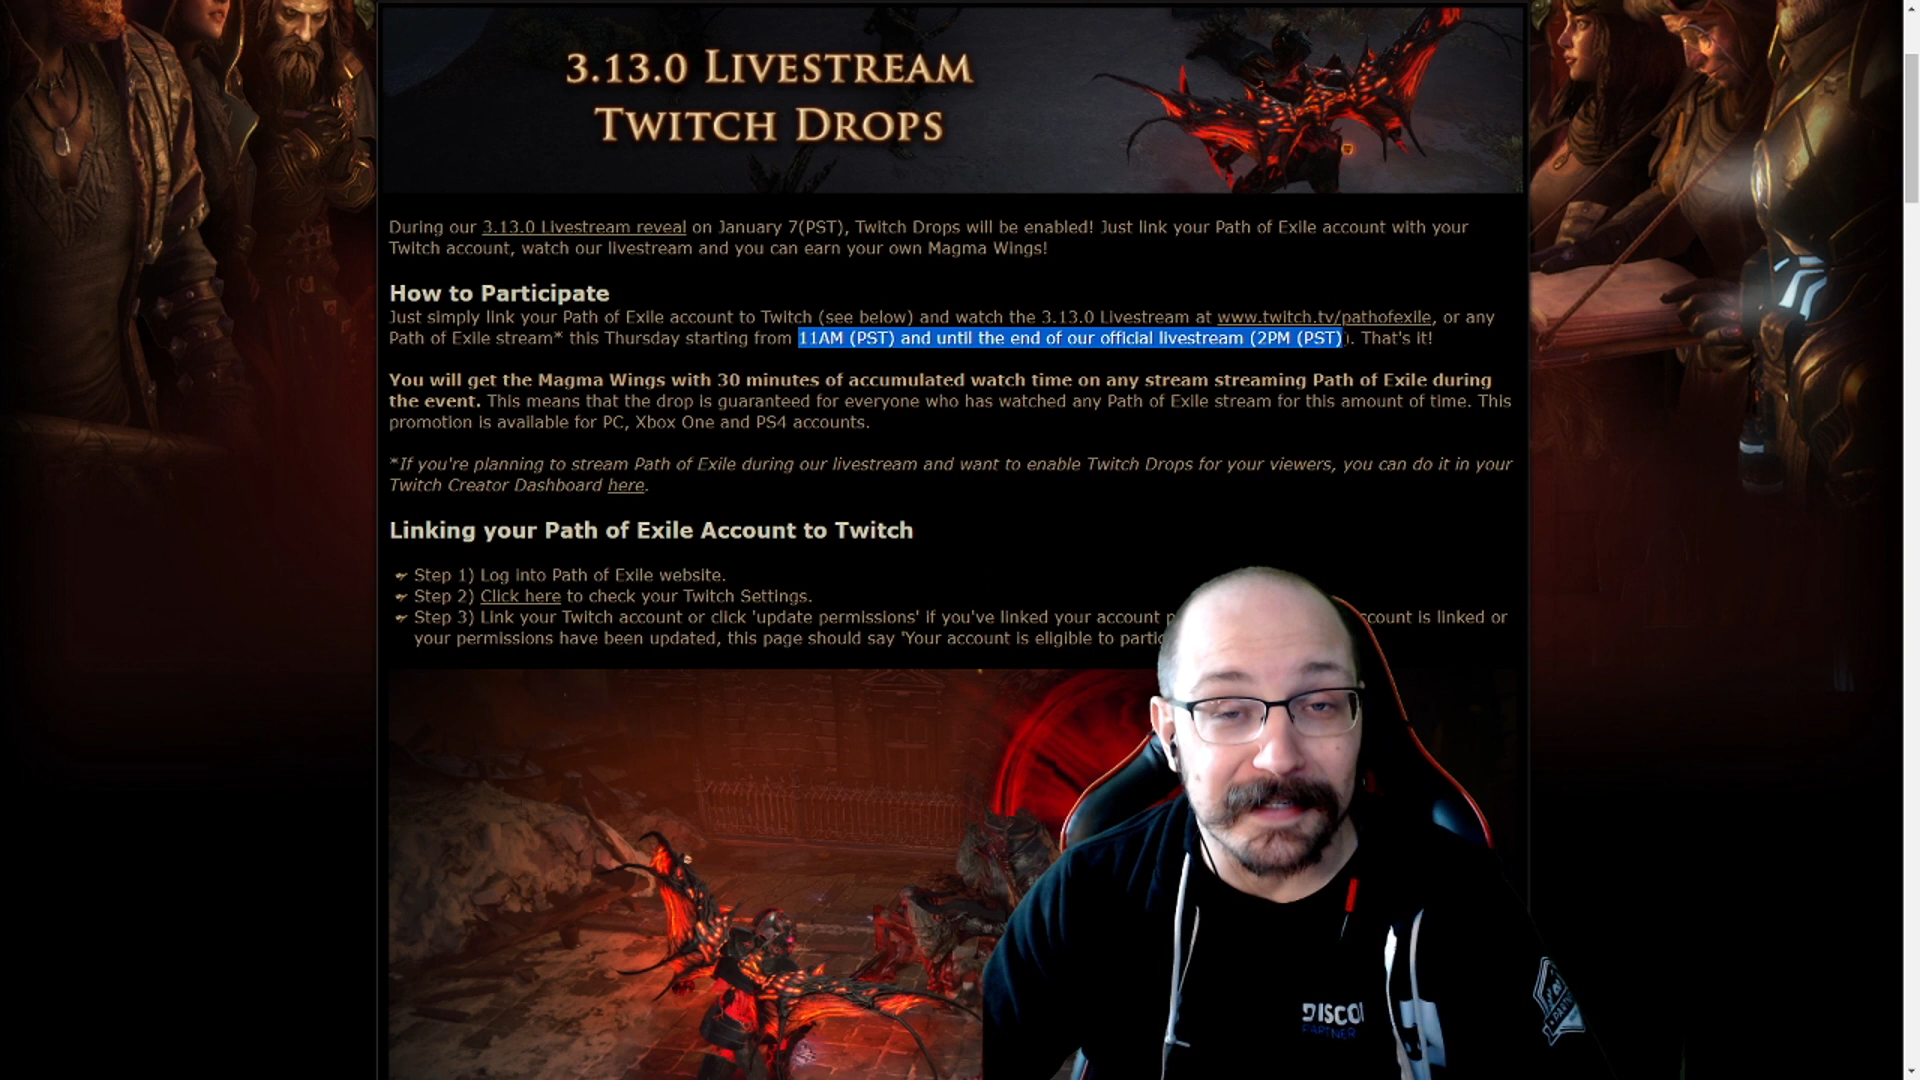 3.13.0 LIVESTREAM
TWITCH DROPS
During our 3.13.0 Livestream reveal on January 7(PST), Twitch Drops will be enabled! Just link your Path of Exile account with your
Twitch account, watch our livestream and you can earn your own Magma Wings!
How to Participate
Just simply link your Path of Exile account to Twitch (see below) and watch the 3.13.0 Livestream at www.twitch.tv/pathofexile, or any
Path of Exile stream* this Thursday starting from 11AM (PST) and until the end of our official livestream (2PM (PST)). That's it!
You will get the Magma Wings with 30 minutes of accumulated watch time on any stream streaming Path of Exile during
the event. This means that the drop is guaranteed for everyone who has watched any Path of Exile stream for this amount of time. This
promotion is available for PC, Xbox One and PS4 accounts.
*If you're planning to stream Path of Exile during our livestream and want to enable Twitch Drops for your viewers, you can do it in your
Twitch Creator Dashboard here.
Linking your Path of Exile Account to Twitch
Step 1) Log into Path of Exile website.
Step 2) Click here to check your Twitch Settings.
Step 3) Link your Twitch account or click 'update permissions' if you've linked your account count is linked or
your permissions have been updated, this page should say 'Your account is eligible to partic
DISCO
PARTNER